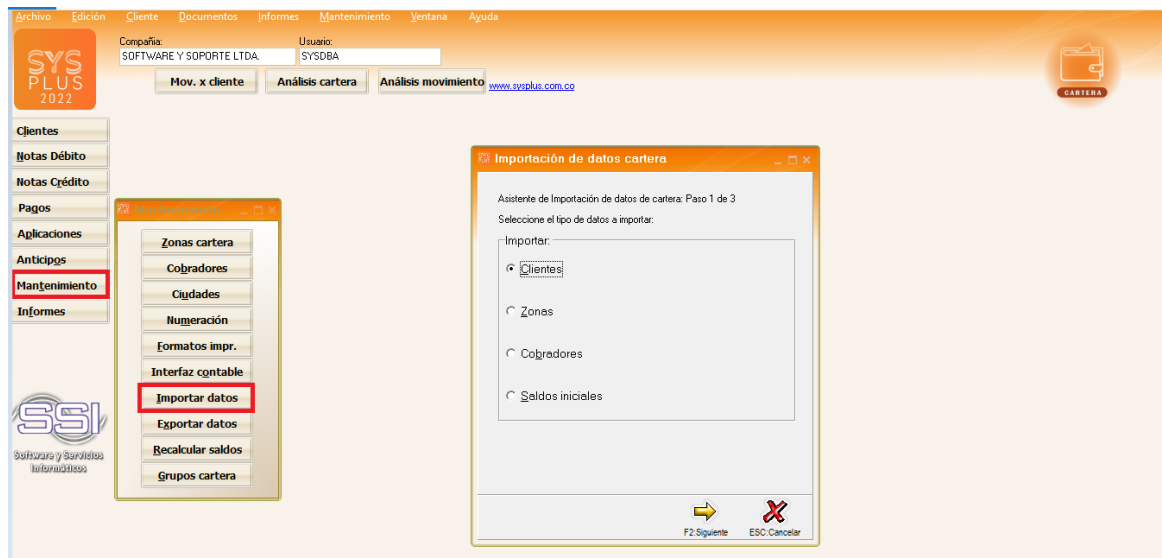 Archivo Edición Cliente Documentos Informes Mantenimiento Ventana Ayuda
Compañia: Usuario:
SOFTWARE Y SOPORTE LTDA. SYSDBA
SYS
PLUS
2022
Mov. x cliente Análisis cartera Análisis movimiento www.sysplus.com.co
CARTERA
Clientes
Notas Débito
Notas Crédito
Pagos
Aplicaciones
Anticipos
Mantenimiento
Informes
SSI
Software y Servicios
Informáticos
Mantenimiento
Zonas cartera
Cobradores
Ciudades
Numeración
Formatos impr.
Interfaz contable
Importar datos
Exportar datos
Recalcular saldos
Grupos cartera
Importación de datos cartera
Asistente de Importación de datos de cartera: Paso 1 de 3
Seleccione el tipo de datos a importar:
Importar:
Clientes
Zonas
Cobradores
Saldos iniciales
F2:Siguiente ESC:Cancelar